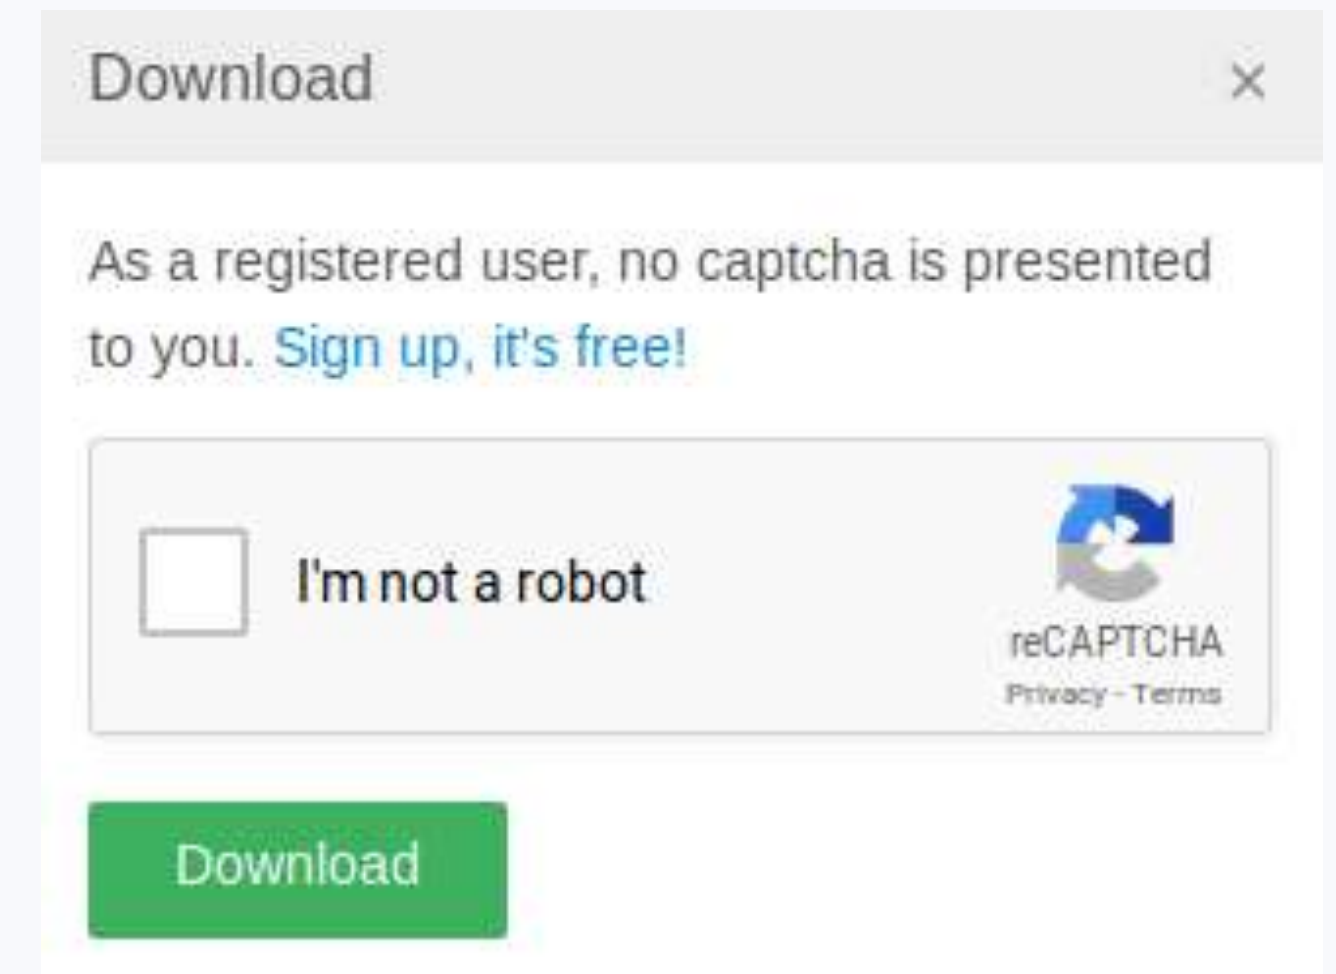 Download
As a registered user, no captcha is presented
to you. Sign up, it's free!
I'm not a robot
reCAPTCHA
Privacy - Terms
Download